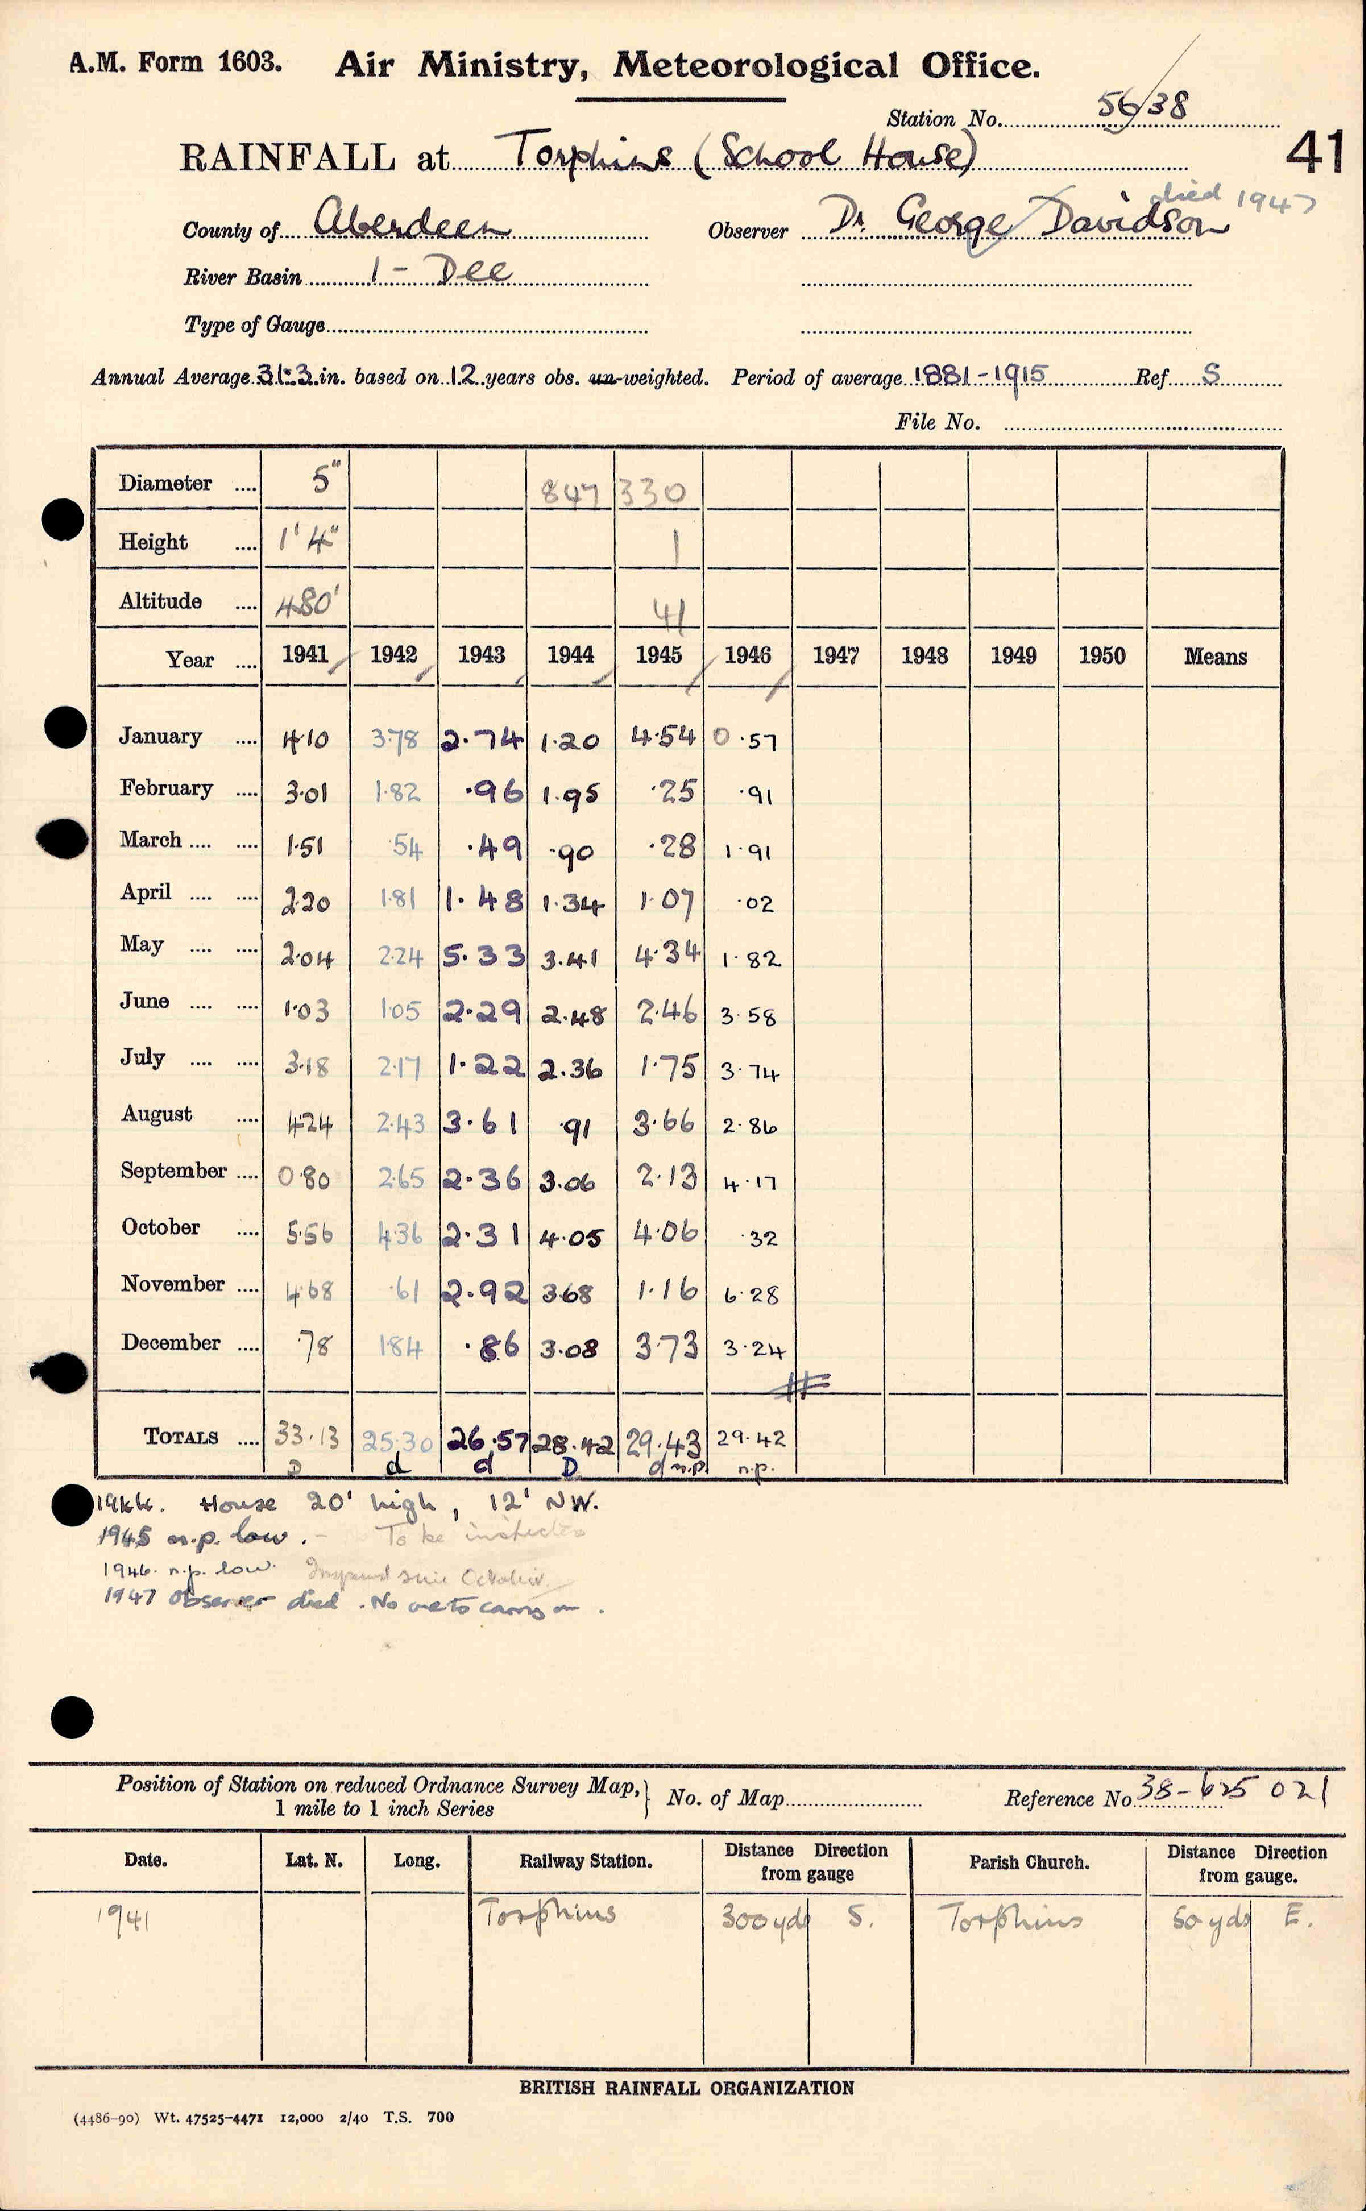 A.M. Form 1603. Air Ministry, Meteorological Office.
Station No. 56/38
RAINFALL at Torphins (School House) 41
died 1947
County of Aberdeen Observer Dr. George Davidson
River Basin 1 - Dee
Type of Gauge
Annual Average 31.3 in. based on 12 years obs. un-weighted. Period of average 1881-1915 Ref S
File No.
Diameter .... 5" 847 330
Height .... 1' 4" 1
Altitude .... 480' 41
Year .... 1941 1942 1943 1944 1945 1946 1947 1948 1949 1950 Means
January .... 4.10 3.78 2.74 1.20 4.54 0.57
February .... 3.01 1.82 .96 1.95 .25 .91
March .... .... 1.51 .54 .49 .90 .28 1.91
April .... .... 2.20 1.81 1.48 1.34 1.07 .02
May .... .... 2.04 2.24 5.33 3.41 4.34 1.82
June .... .... 1.03 1.05 2.29 2.48 2.46 3.58
July .... .... 3.18 2.17 1.22 2.36 1.75 3.74
August .... 4.24 2.43 3.61 .91 3.66 2.86
September .... 0.80 2.65 2.36 3.06 2.13 4.17
October .... 5.56 4.36 2.31 4.05 4.06 .32
November .... 4.68 .61 2.92 3.68 1.16 6.28
December .... .78 1.84 .86 3.08 3.73 3.24
TOTALS .... 33.13 25.30 26.57 28.42 29.43 29.42
D d d D d n.p. n.p.
1944. House 20' high, 12' NW.
1945 n.p. low. - To be inspected
1946. n.p. low. October
1947 Observer died. No one to carry on.
Position of Station on reduced Ordnance Survey Map, } No. of Map Reference No 38-625 021
1 mile to 1 inch Series
Date. Lat. N. Long. Railway Station. Distance Direction from gauge Parish Church. Distance Direction from gauge.
1941 Torphins 300 yds S. Torphins 50 yds E.
BRITISH RAINFALL ORGANIZATION
(4486-90) Wt. 47525-4471 12,000 2/40 T.S. 700